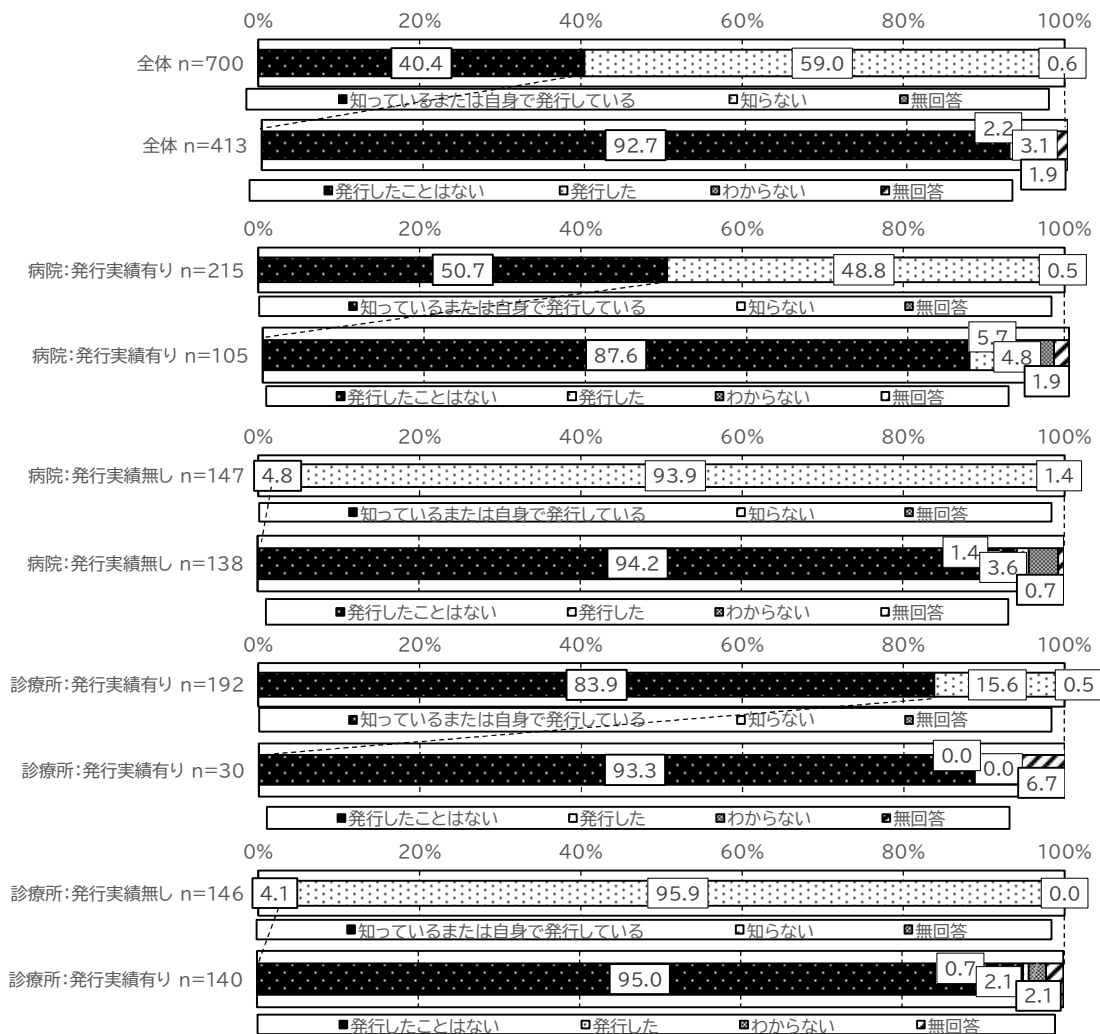 0% 20% 40% 60% 80% 100%
全体 n=700 40.4 59.0 0.6
■知っているまたは自身で発行している □知らない ■無回答
全体 n=413 92.7 2.2 3.1 1.9
■発行したことはない □発行した ■わからない ■無回答
0% 20% 40% 60% 80% 100%
病院:発行実績有り n=215 50.7 48.8 0.5
■知っているまたは自身で発行している □知らない ■無回答
病院:発行実績有り n=105 87.6 5.7 4.8 1.9
■発行したことはない □発行した ■わからない □無回答
0% 20% 40% 60% 80% 100%
病院:発行実績無し n=147 4.8 93.9 1.4
■知っているまたは自身で発行している □知らない ■無回答
病院:発行実績無し n=138 94.2 1.4 3.6 0.7
■発行したことはない □発行した ■わからない □無回答
0% 20% 40% 60% 80% 100%
診療所:発行実績有り n=192 83.9 15.6 0.5
■知っているまたは自身で発行している □知らない ■無回答
診療所:発行実績有り n=30 93.3 0.0 0.0 6.7
■発行したことはない □発行した ■わからない ■無回答
0% 20% 40% 60% 80% 100%
診療所:発行実績無し n=146 4.1 95.9 0.0
■知っているまたは自身で発行している □知らない ■無回答
診療所:発行実績有り n=140 95.0 0.7 2.1 2.1
■発行したことはない □発行した ■わからない □無回答